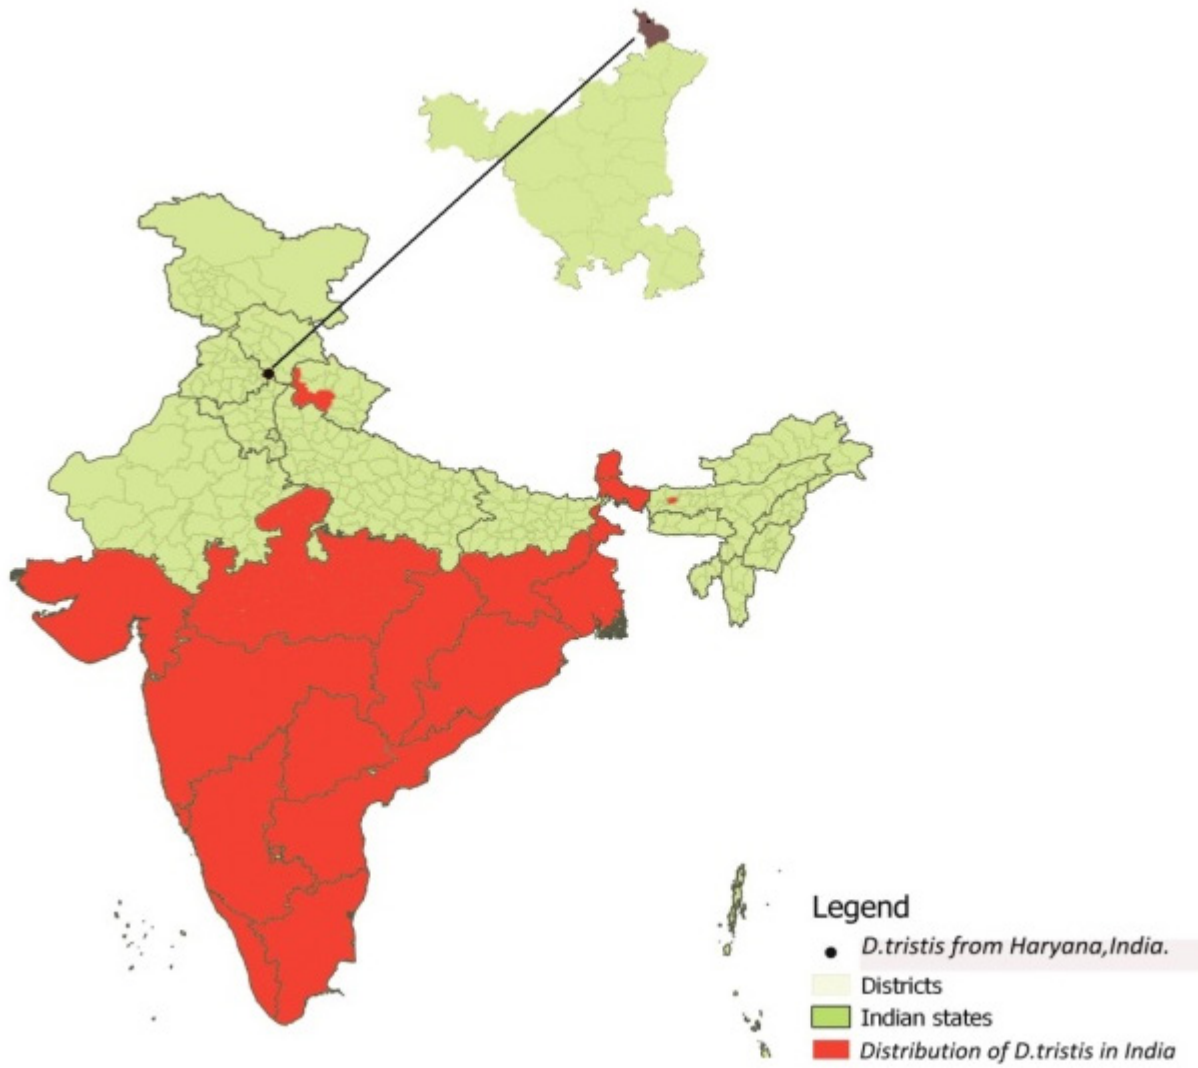 Legend
D.tristis from Haryana,India.
Districts
Indian states
Distribution of D.tristis in India